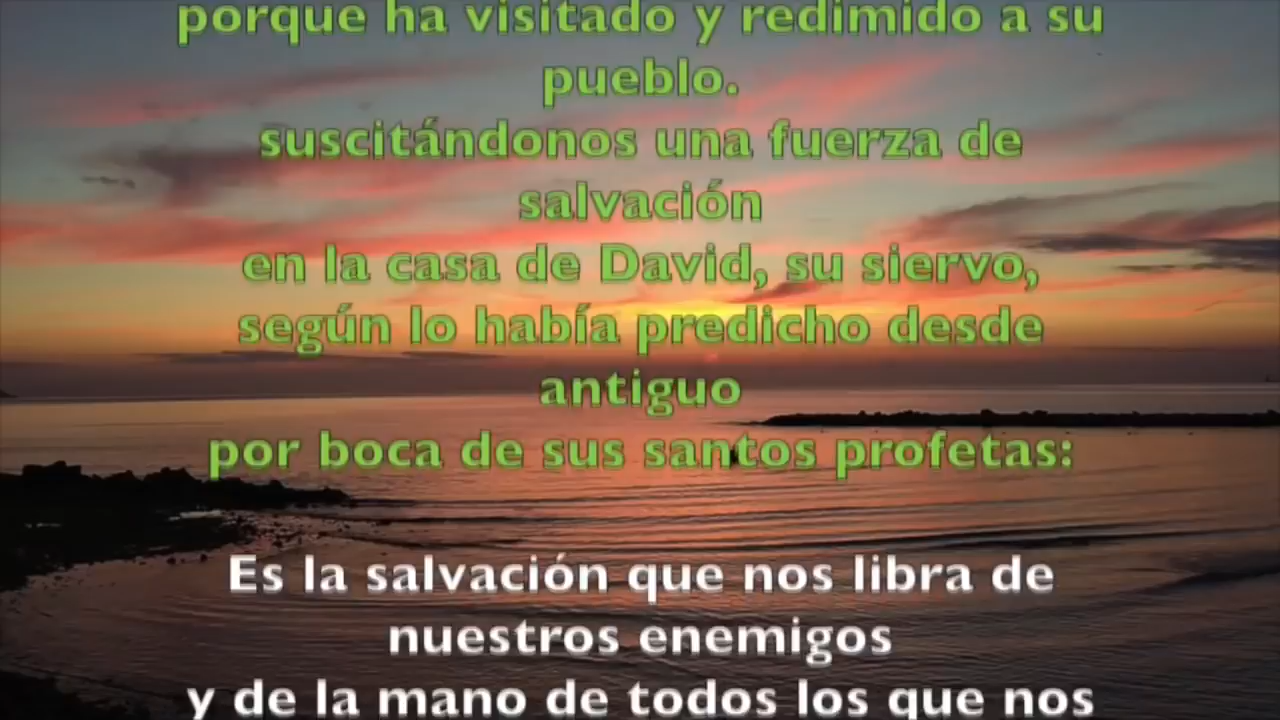 porque ha visitado y redimido a su
pueblo.
suscitándonos una fuerza de
salvación
en la casa de David, su siervo,
según lo había predicho desde
antiguo
por boca de sus santos profetas:
Es la salvación que nos libra de
nuestros enemigos
y de la mano de todos los que nos